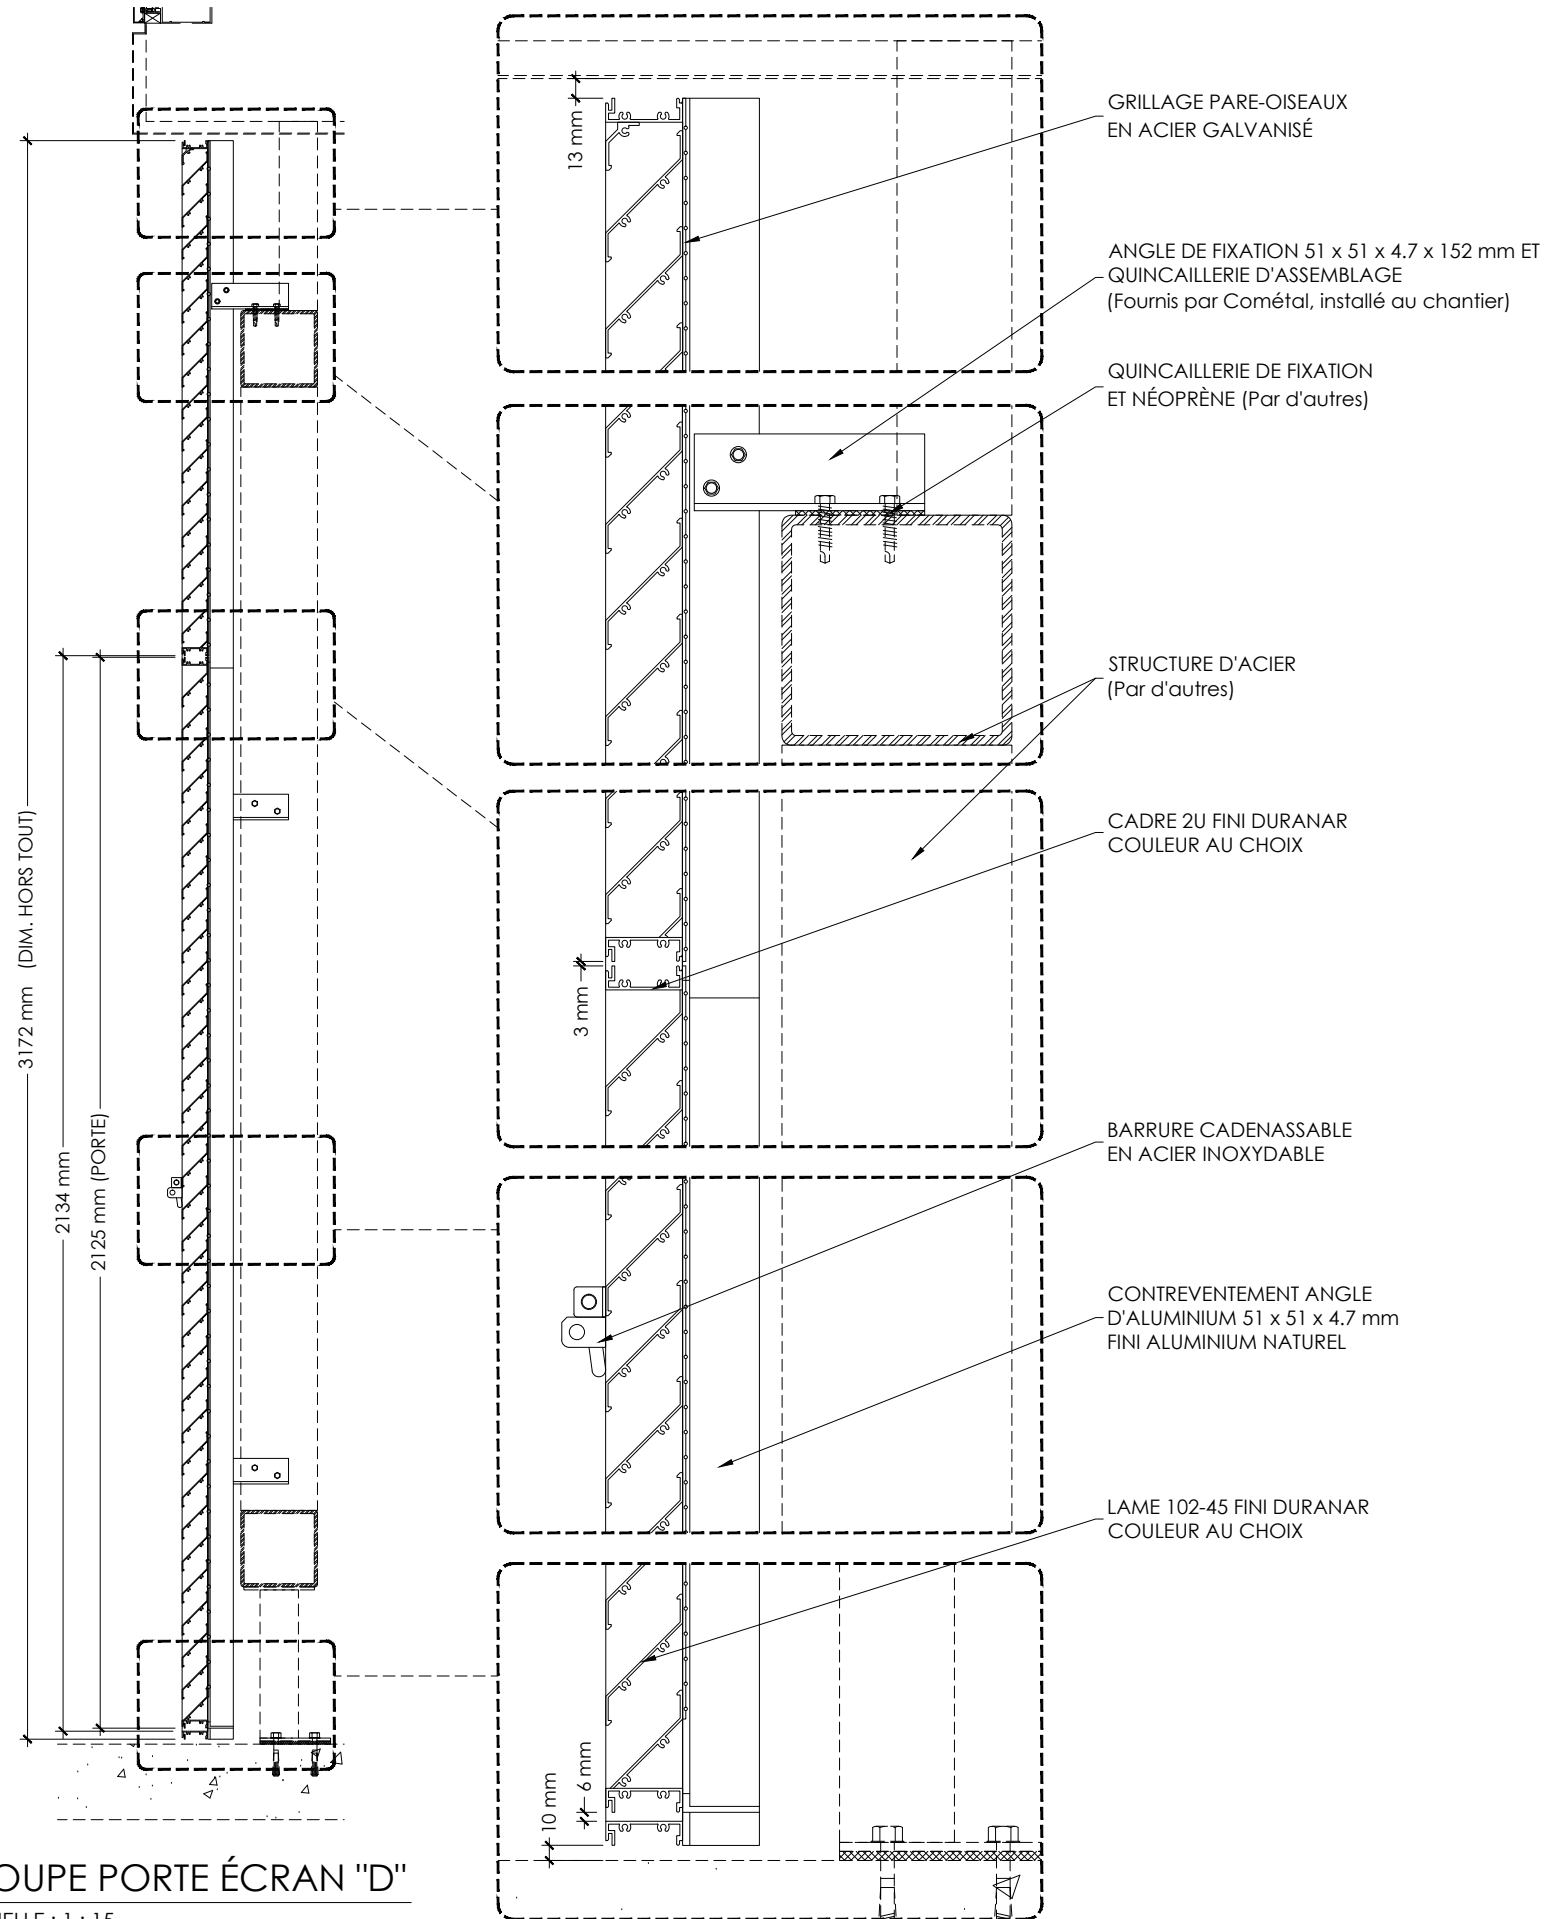 13 mm
GRILLAGE PARE-OISEAUX
EN ACIER GALVANISÉ
ANGLE DE FIXATION 51 x 51 x 4.7 x 152 mm ET
QUINCAILLERIE D'ASSEMBLAGE
(Fournis par Cométal, installé au chantier)
QUINCAILLERIE DE FIXATION
ET NÉOPRÈNE (Par d'autres)
STRUCTURE D'ACIER
(Par d'autres)
CADRE 2U FINI DURANAR
COULEUR AU CHOIX
3172 mm (DIM. HORS TOUT)
3 mm
2134 mm
2125 mm (PORTE)
BARRURE CADENASSABLE
EN ACIER INOXYDABLE
CONTREVENTEMENT ANGLE
D'ALUMINIUM 51 x 51 x 4.7 mm
FINI ALUMINIUM NATUREL
LAME 102-45 FINI DURANAR
COULEUR AU CHOIX
6 mm
10 mm
OUPE PORTE ÉCRAN "D"
1 : 15